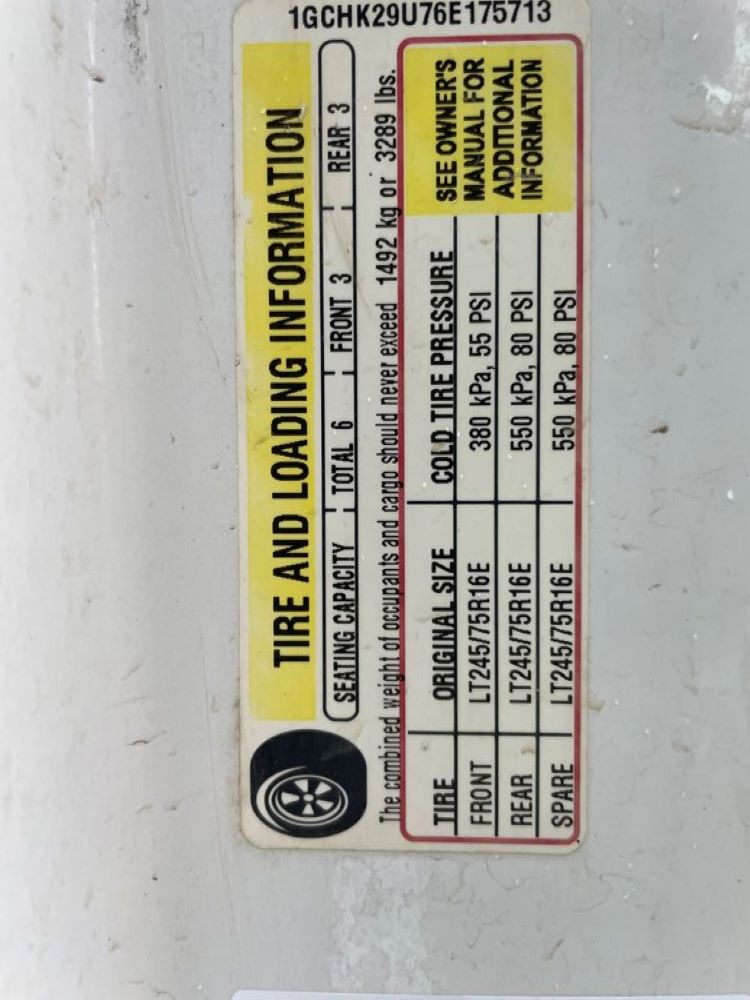 1GCHK29U76E175713
TIRE AND LOADING INFORMATION
SEATING CAPACITY TOTAL 6 FRONT 3 REAR 3
The combined weight of occupants and cargo should never exceed 1492 kg or 3289 lbs.
TIRE ORIGINAL SIZE COLD TIRE PRESSURE
FRONT LT245/75R16E 380 kPa, 55 PSI
REAR LT245/75R16E 550 kPa, 80 PSI
SPARE LT245/75R16E 550 kPa, 80 PSI
SEE OWNER'S
MANUAL FOR
ADDITIONAL
INFORMATION